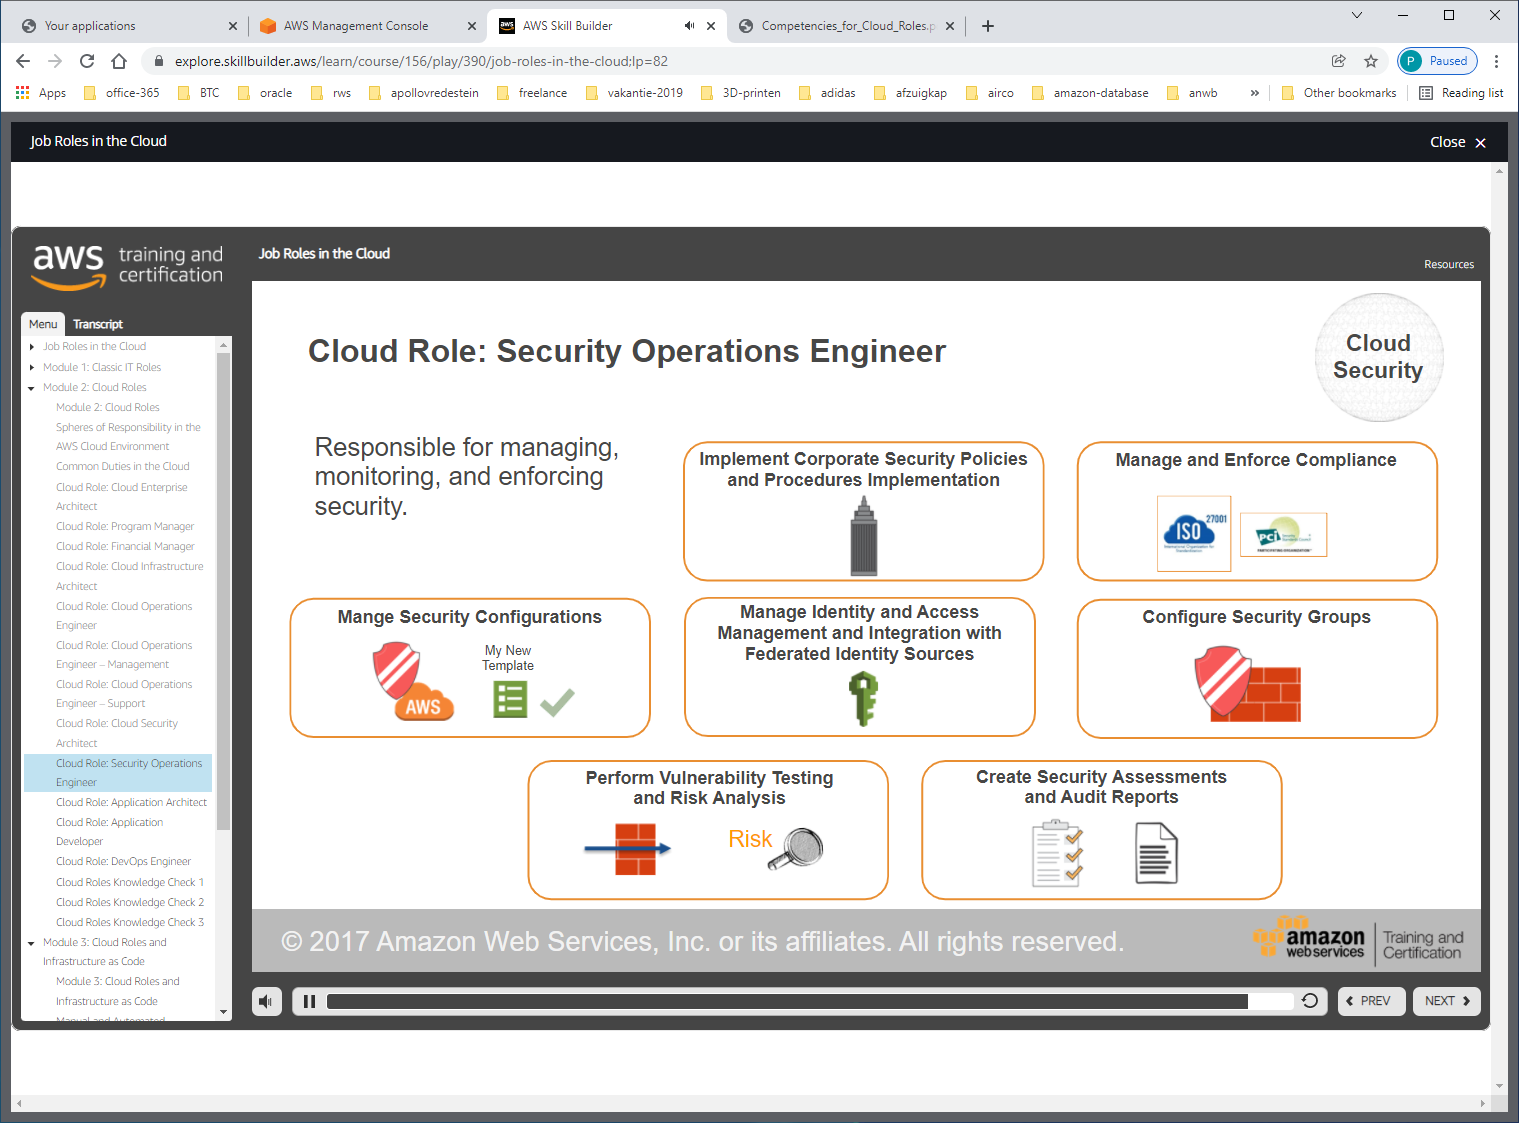 Your applications
AWS Management Console
AWS Skill Builder
Competencies_for_Cloud_Roles.p
explore.skillbuilder.aws/learn/course/156/play/390/job-roles-in-the-cloud;lp=82
P Paused
Apps
office-365
BTC
oracle
rws
apollovredestein
freelance
vakantie-2019
3D-printen
adidas
afzuigkap
airco
amazon-database
anwb
»
Other bookmarks
Reading list
Job Roles in the Cloud
Close
aws training and
certification
Job Roles in the Cloud
Resources
Menu
Transcript
Job Roles in the Cloud
Module 1: Classic IT Roles
Module 2: Cloud Roles
Module 2: Cloud Roles
Spheres of Responsibility in the
AWS Cloud Environment
Common Duties in the Cloud
Cloud Role: Cloud Enterprise
Architect
Cloud Role: Program Manager
Cloud Role: Financial Manager
Cloud Role: Cloud Infrastructure
Architect
Cloud Role: Cloud Operations
Engineer
Cloud Role: Cloud Operations
Engineer – Management
Cloud Role: Cloud Operations
Engineer – Support
Cloud Role: Cloud Security
Architect
Cloud Role: Security Operations
Engineer
Cloud Role: Application Architect
Cloud Role: Application
Developer
Cloud Role: DevOps Engineer
Cloud Roles Knowledge Check 1
Cloud Roles Knowledge Check 2
Cloud Roles Knowledge Check 3
Module 3: Cloud Roles and
Infrastructure as Code
Module 3: Cloud Roles and
Infrastructure as Code
Manual and Automated
Cloud Role: Security Operations Engineer
Cloud
Security
Responsible for managing,
monitoring, and enforcing
security.
Implement Corporate Security Policies
and Procedures Implementation
Manage and Enforce Compliance
ISO 27001
PCI
PARTICIPATING ORGANIZATION
Mange Security Configurations
My New
Template
AWS
Manage Identity and Access
Management and Integration with
Federated Identity Sources
Configure Security Groups
Perform Vulnerability Testing
and Risk Analysis
Risk
Create Security Assessments
and Audit Reports
© 2017 Amazon Web Services, Inc. or its affiliates. All rights reserved.
amazon
webservices
Training and
Certification
PREV
NEXT